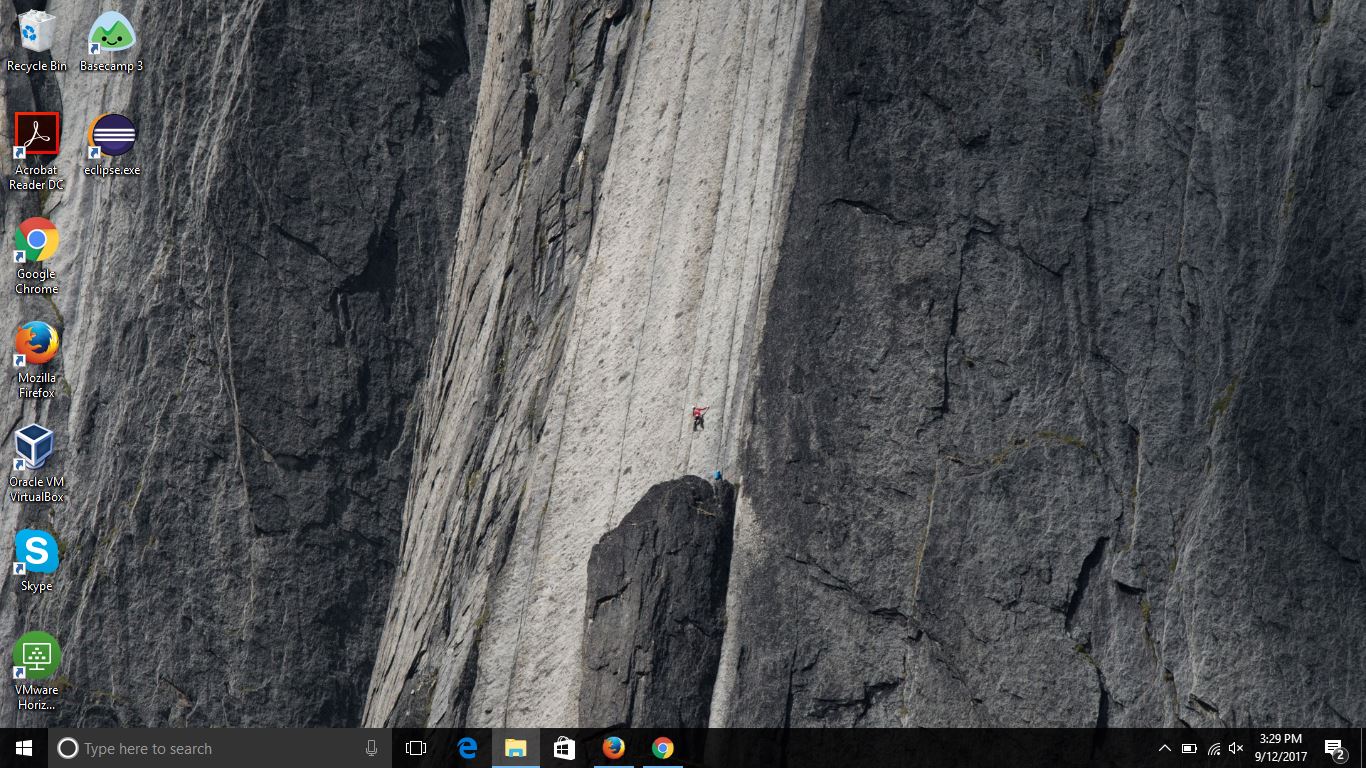 Recycle Bin
Basecamp 3
Acrobat
Reader DC
eclipse.exe
Google
Chrome
Mozilla
Firefox
Oracle VM
VirtualBox
S
Skype
VMware
Horiz...
Type here to search
e
3:29 PM
9/12/2017
2